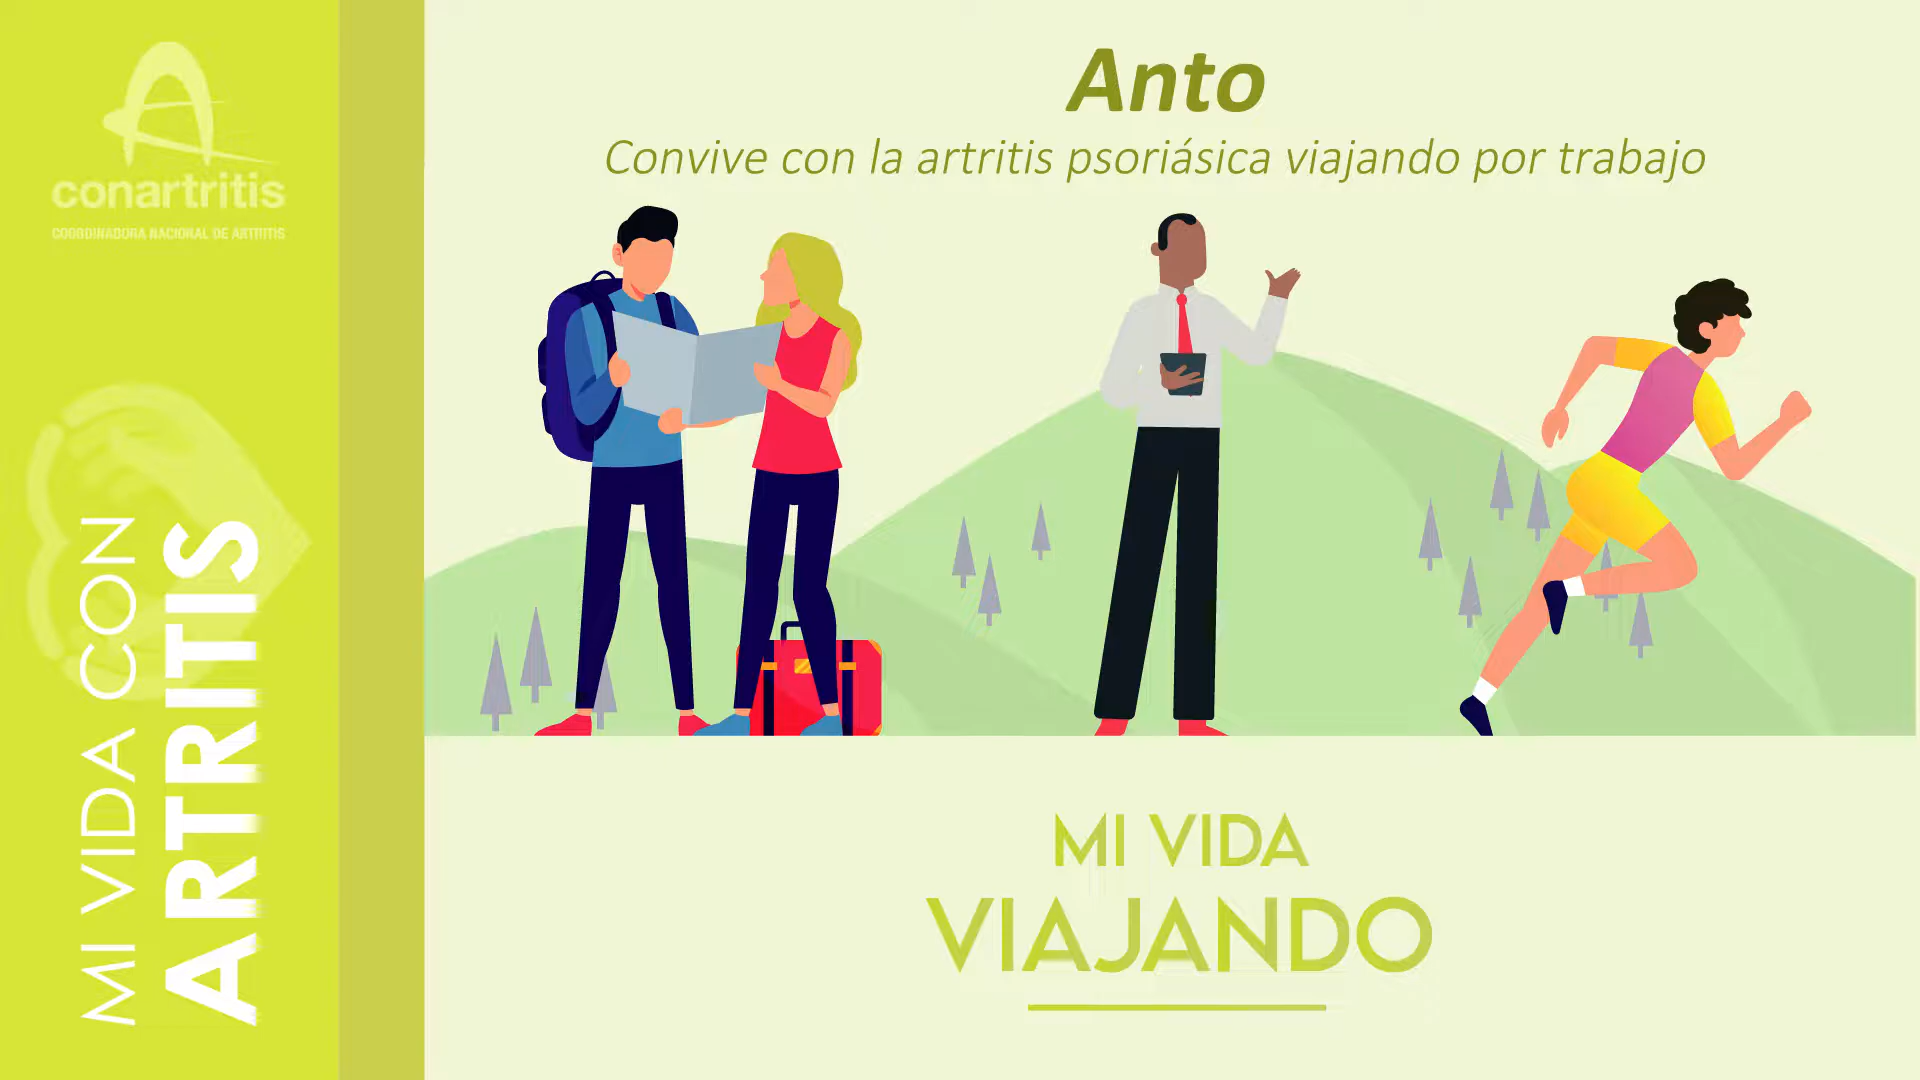 conartritis
COORDINADORA NACIONAL DE ARTRITIS
MI VIDA CON
ARTRITIS
Anto
Convive con la artritis psoriásica viajando por trabajo
MI VIDA
VIAJANDO